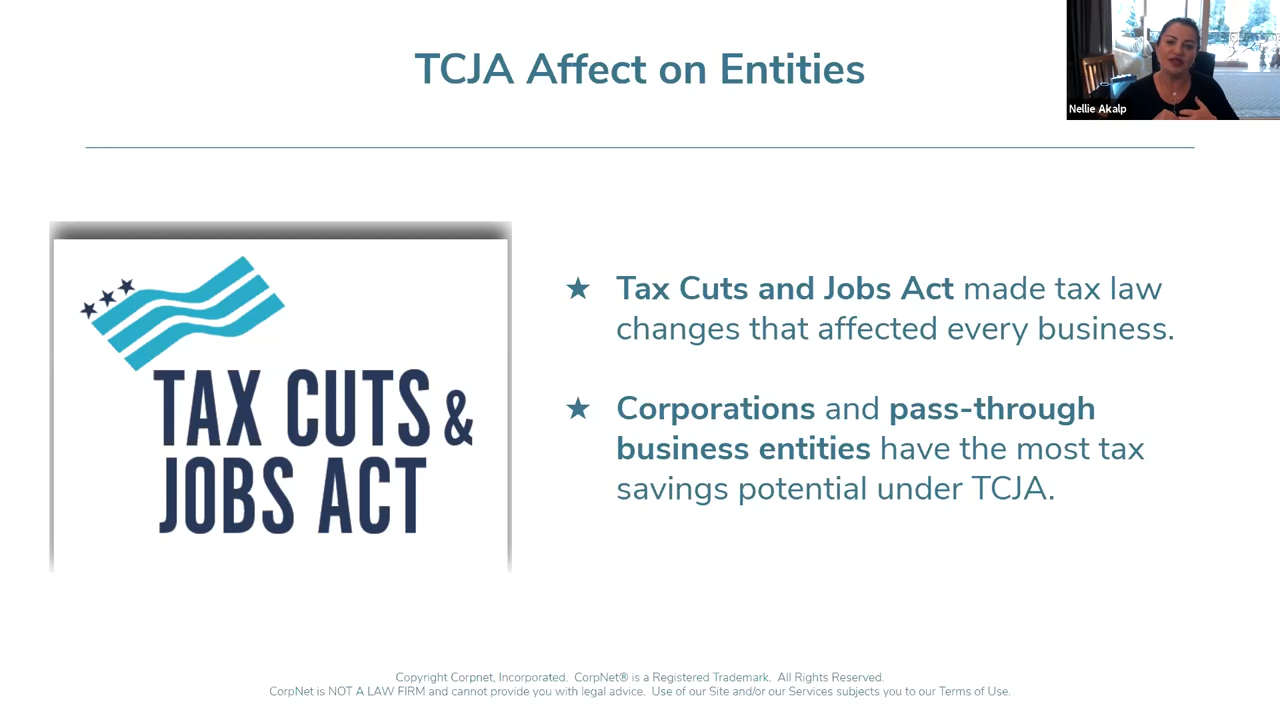 TCJA Affect on Entities
Nellie Akalp
TAX CUTS &
JOBS ACT
★ Tax Cuts and Jobs Act made tax law
changes that affected every business.
★ Corporations and pass-through
business entities have the most tax
savings potential under TCJA.
Copyright Corpnet, Incorporated. CorpNet® is a Registered Trademark. All Rights Reserved.
CorpNet is NOT A LAW FIRM and cannot provide you with legal advice. Use of our Site and/or our Services subjects you to our Terms of Use.